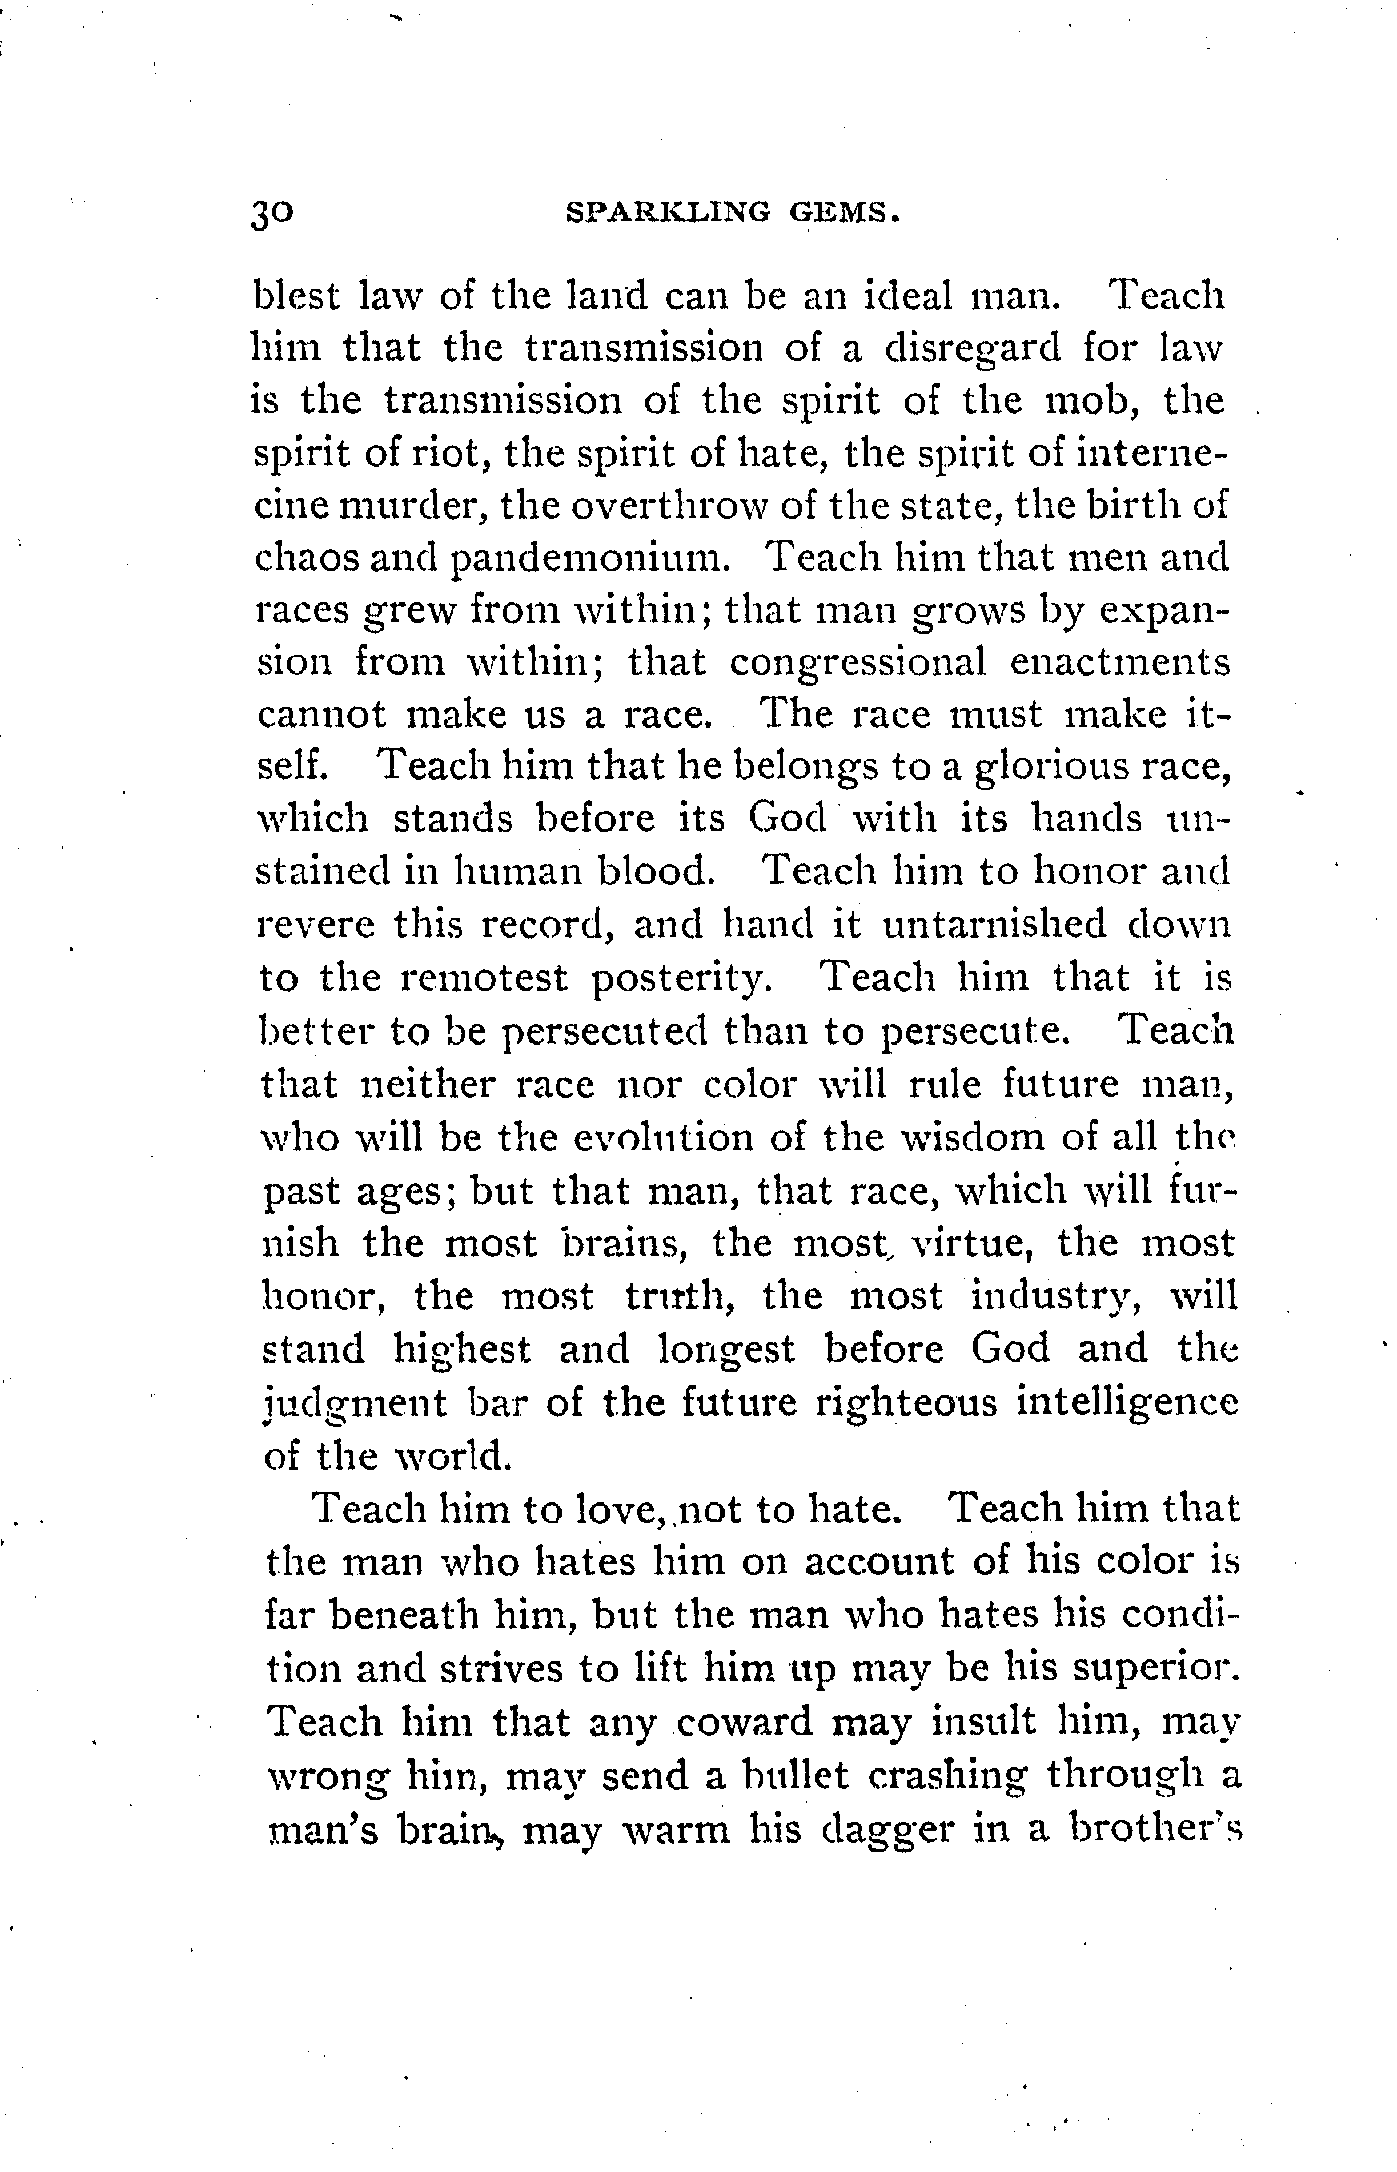 30 SPARKLING GEMS.
blest law of the land can be an ideal man. Teach
him that the transmission of a disregard for law
is the transmission of the spirit of the mob, the
spirit of riot, the spirit of hate, the spirit of interne-
cine murder, the overthrow of the state, the birth of
chaos and pandemonium. Teach him that men and
races grew from within; that man grows by expan-
sion from within; that congressional enactments
cannot make us a race. The race must make it-
self. Teach him that he belongs to a glorious race,
which stands before its God with its hands un-
stained in human blood. Teach him to honor and
revere this record, and hand it untarnished down
to the remotest posterity. Teach him that it is
better to be persecuted than to persecute. Teach
that neither race nor color will rule future man,
who will be the evolution of the wisdom of all the
past ages; but that man, that race, which will fur-
nish the most brains, the most virtue, the most
honor, the most truth, the most industry, will
stand highest and longest before God and the
judgment bar of the future righteous intelligence
of the world.
Teach him to love, not to hate. Teach him that
the man who hates him on account of his color is
far beneath him, but the man who hates his condi-
tion and strives to lift him up may be his superior.
Teach him that any coward may insult him, may
wrong him, may send a bullet crashing through a
man's brain, may warm his dagger in a brother's